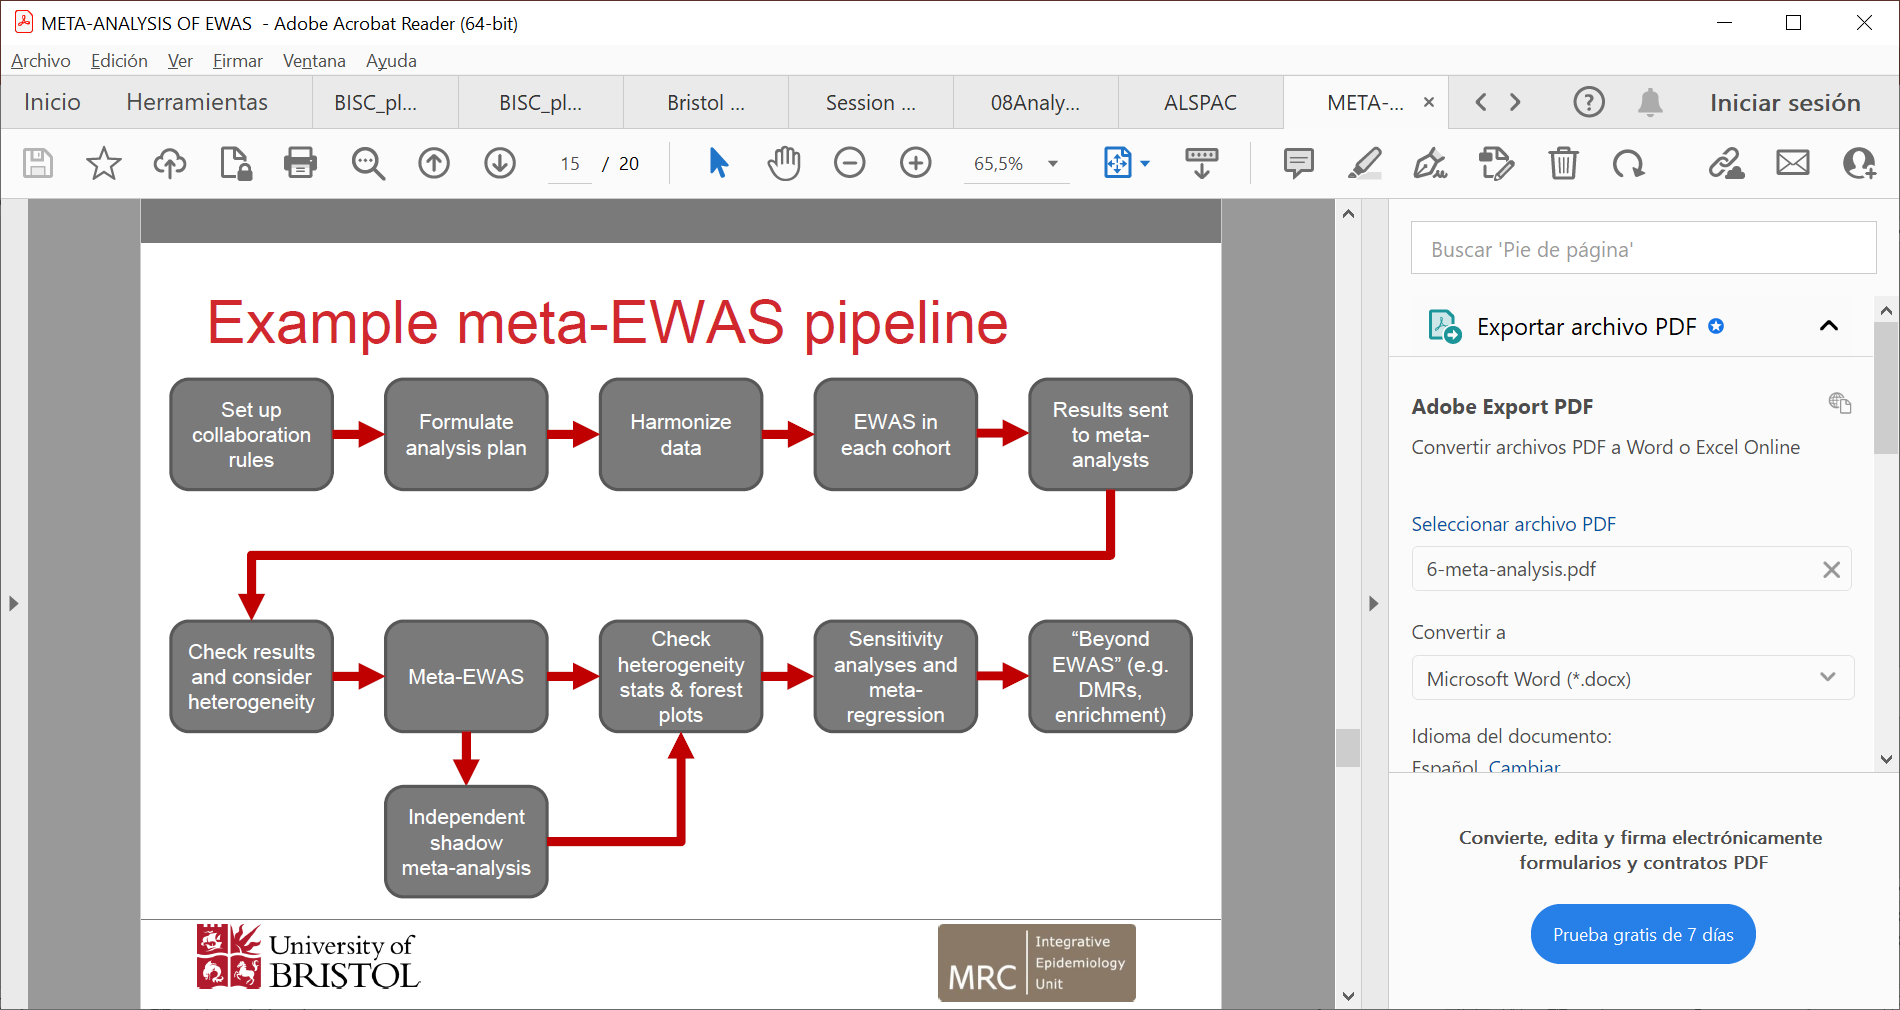 META-ANALYSIS OF EWAS - Adobe Acrobat Reader (64-bit)
Archivo Edición Ver Firmar Ventana Ayuda
Inicio Herramientas BISC_pl... BISC_pl... Bristol ... Session ... 08Analy... ALSPAC META-... Iniciar sesión
15 / 20 65,5%
Example meta-EWAS pipeline
Set up
collaboration
rules
Formulate
analysis plan
Harmonize
data
EWAS in
each cohort
Results sent
to meta-
analysts
Check results
and consider
heterogeneity
Meta-EWAS
Check
heterogeneity
stats & forest
plots
Sensitivity
analyses and
meta-
regression
“Beyond
EWAS” (e.g.
DMRs,
enrichment)
Independent
shadow
meta-analysis
University of
BRISTOL
MRC
Integrative
Epidemiology
Unit
Buscar 'Pie de página'
Exportar archivo PDF
Adobe Export PDF
Convertir archivos PDF a Word o Excel Online
Seleccionar archivo PDF
6-meta-analysis.pdf
Convertir a
Microsoft Word (*.docx)
Idioma del documento:
Español Cambiar
Convierte, edita y firma electrónicamente
formularios y contratos PDF
Prueba gratis de 7 días